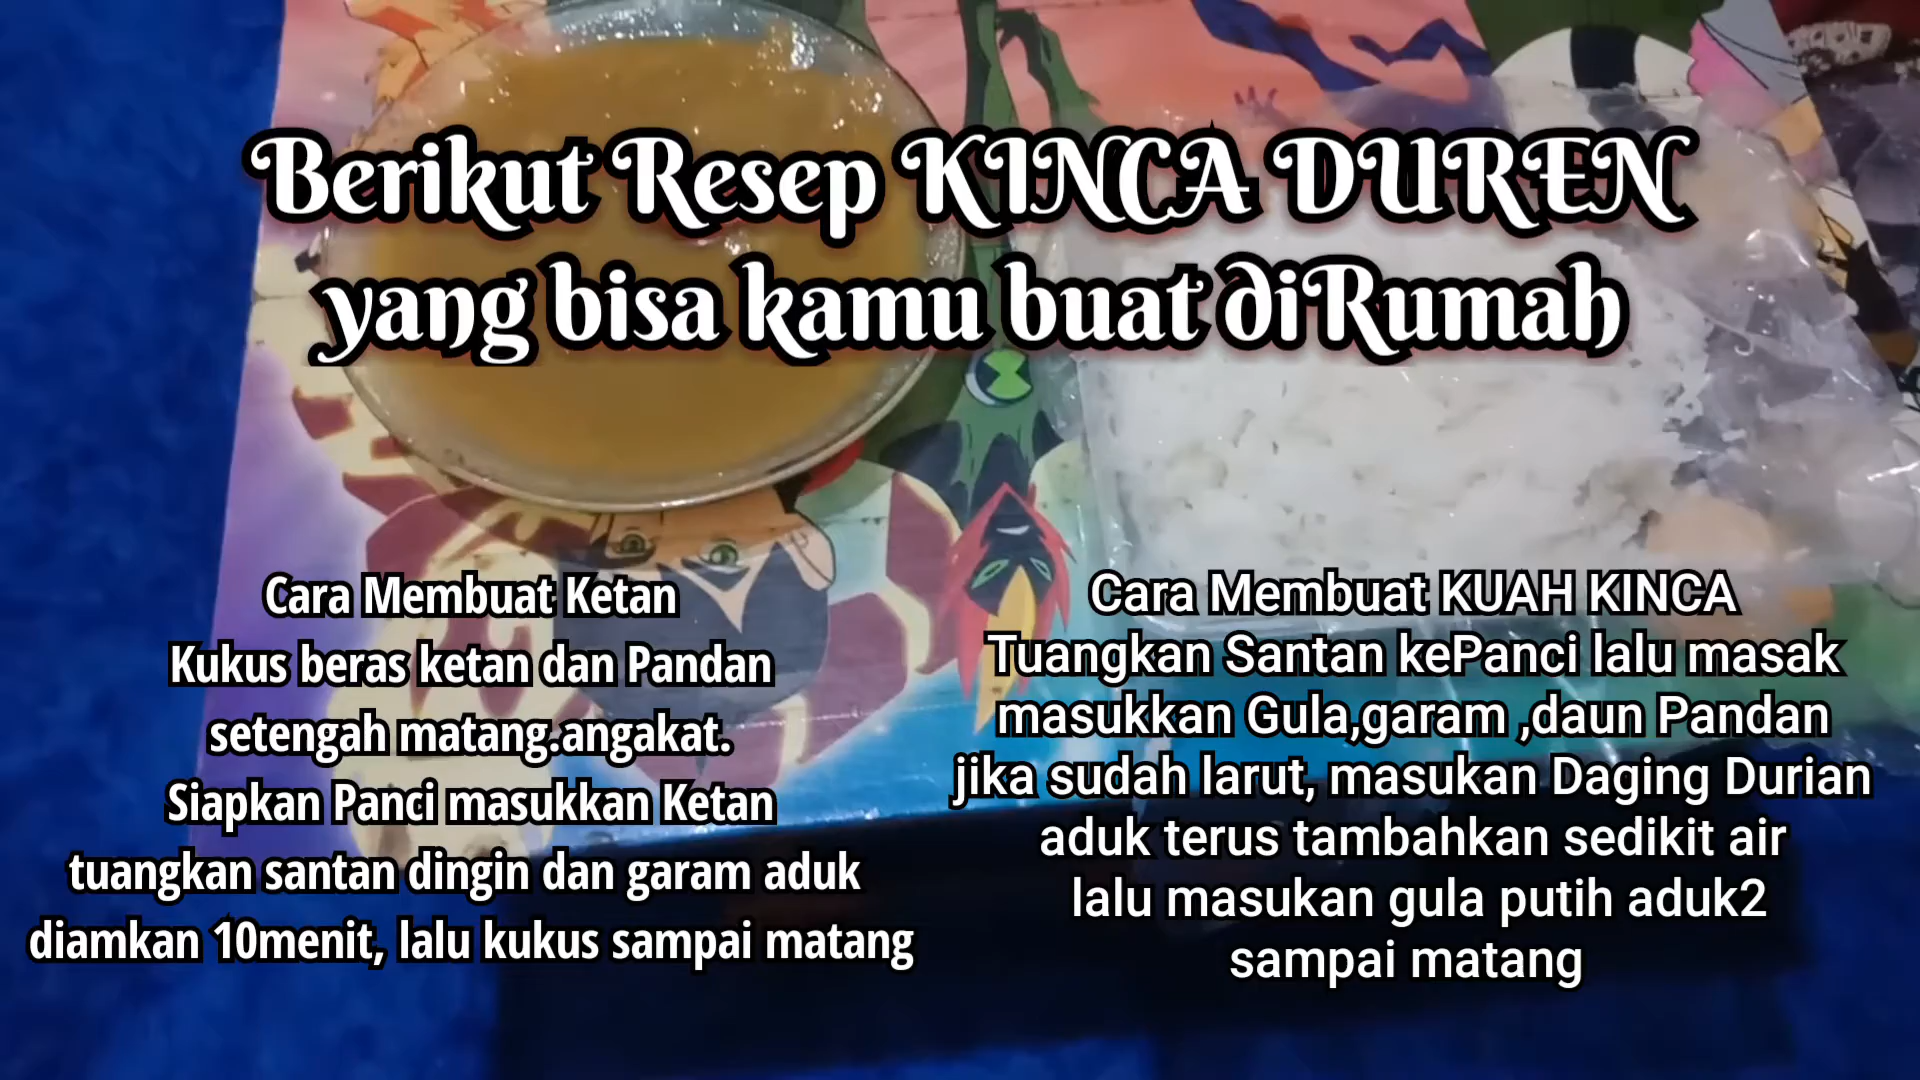 Berikut Resep KINCA DUREN
yang bisa kamu buat diRumah
Cara Membuat Ketan
Kukus beras ketan dan Pandan
setengah matang.angakat.
Siapkan Panci masukkan Ketan
tuangkan santan dingin dan garam aduk
diamkan 10menit, lalu kukus sampai matang
Cara Membuat KUAH KINCA
Tuangkan Santan kePanci lalu masak
masukkan Gula,garam ,daun Pandan
jika sudah larut, masukan Daging Durian
aduk terus tambahkan sedikit air
lalu masukan gula putih aduk2
sampai matang